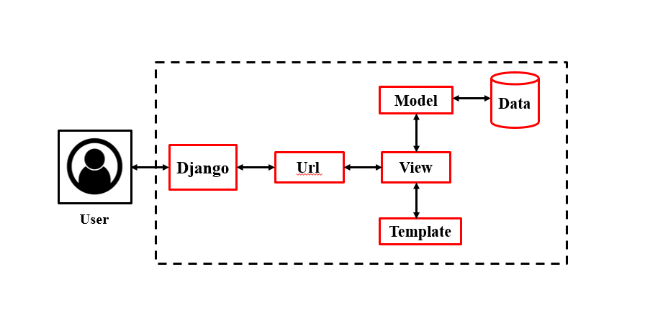 Model
Data
Django
Url
View
User
Template